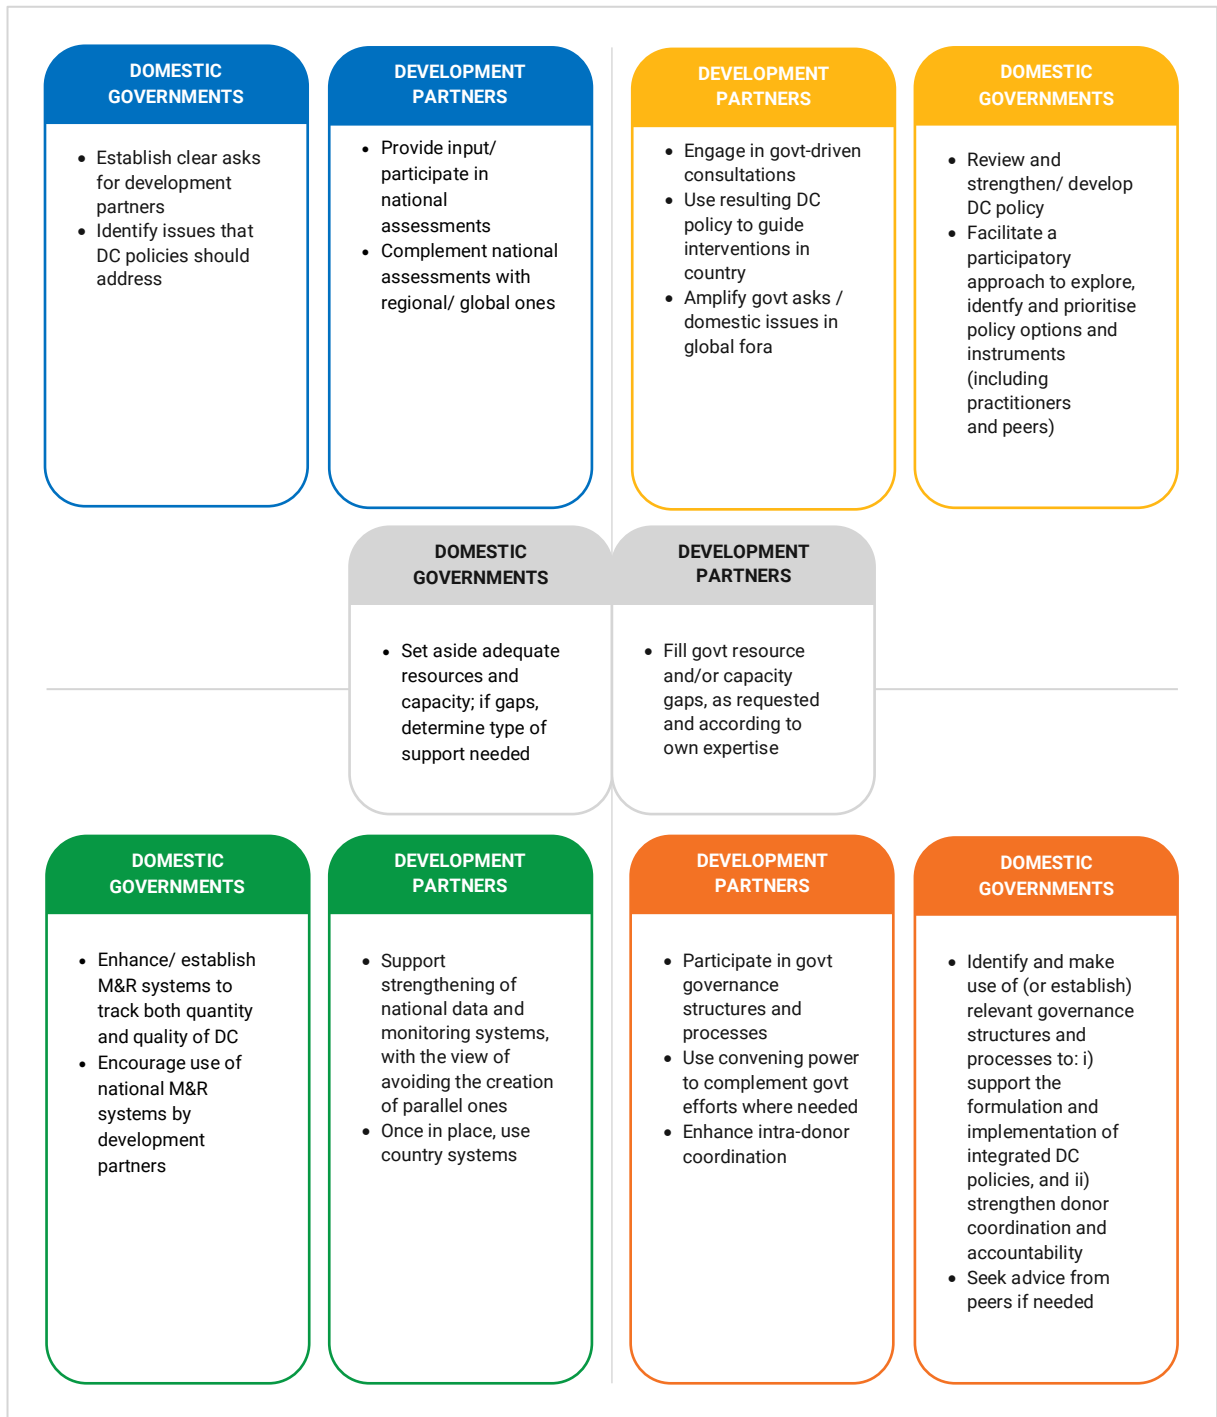 DOMESTIC
GOVERNMENTS
• Establish clear asks
for development
partners
• Identify issues that
DC policies should
address
DEVELOPMENT
PARTNERS
• Provide input/
participate in
national
assessments
• Complement national
assessments with
regional/ global ones
DEVELOPMENT
PARTNERS
• Engage in govt-driven
consultations
• Use resulting DC
policy to guide
interventions in
country
• Amplify govt asks /
domestic issues in
global fora
DOMESTIC
GOVERNMENTS
• Review and
strengthen/ develop
DC policy
• Facilitate a
participatory
approach to explore,
identfy and prioritise
policy options and
instruments
(including
practitioners
and peers)
DOMESTIC
GOVERNMENTS
• Set aside adequate
resources and
capacity; if gaps,
determine type of
support needed
DEVELOPMENT
PARTNERS
• Fill govt resource
and/or capacity
gaps, as requested
and according to
own expertise
DOMESTIC
GOVERNMENTS
• Enhance/ establish
M&R systems to
track both quantity
and quality of DC
• Encourage use of
national M&R
systems by
development
partners
DEVELOPMENT
PARTNERS
• Support
strengthening of
national data and
monitoring systems,
with the view of
avoiding the creation
of parallel ones
• Once in place, use
country systems
DEVELOPMENT
PARTNERS
• Participate in govt
governance
structures and
processes
• Use convening power
to complement govt
efforts where needed
• Enhance intra-donor
coordination
DOMESTIC
GOVERNMENTS
• Identify and make
use of (or establish)
relevant governance
structures and
processes to: i)
support the
formulation and
implementation of
integrated DC
policies, and ii)
strengthen donor
coordination and
accountability
• Seek advice from
peers if needed